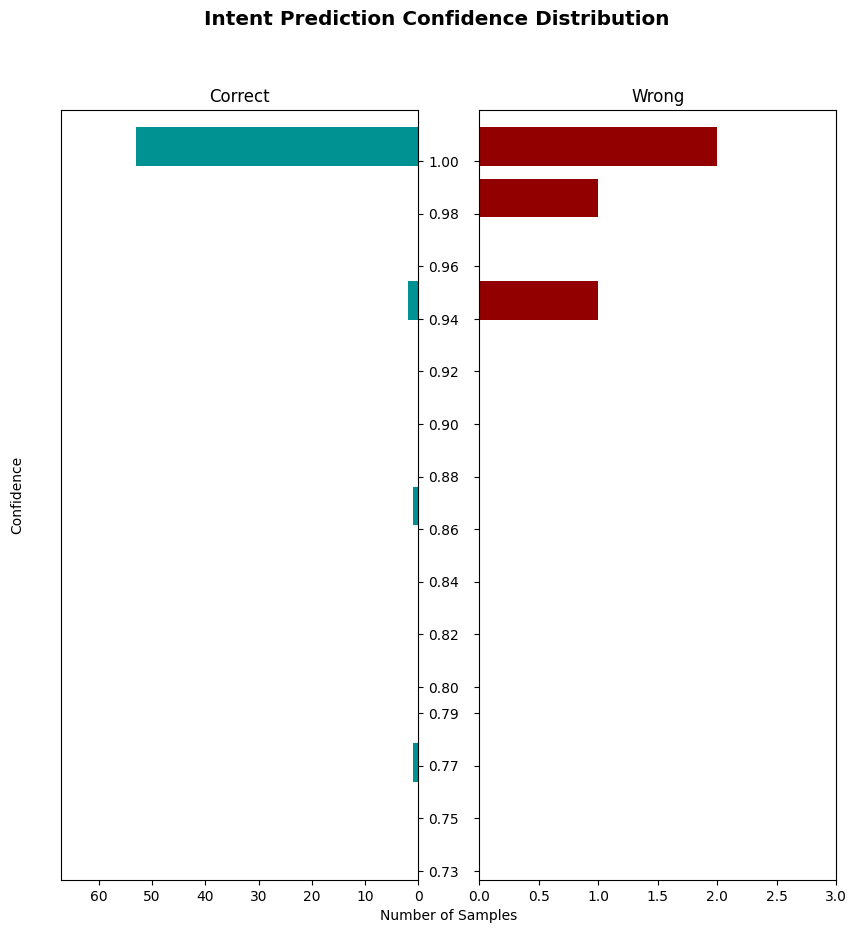 Intent Prediction Confidence Distribution
Correct
Wrong
Confidence
1.00
0.98
0.96
0.94
0.92
0.90
0.88
0.86
0.84
0.82
0.80
0.79
0.77
0.75
0.73
60 50 40 30 20 10 0
0.0 0.5 1.0 1.5 2.0 2.5 3.0
Number of Samples